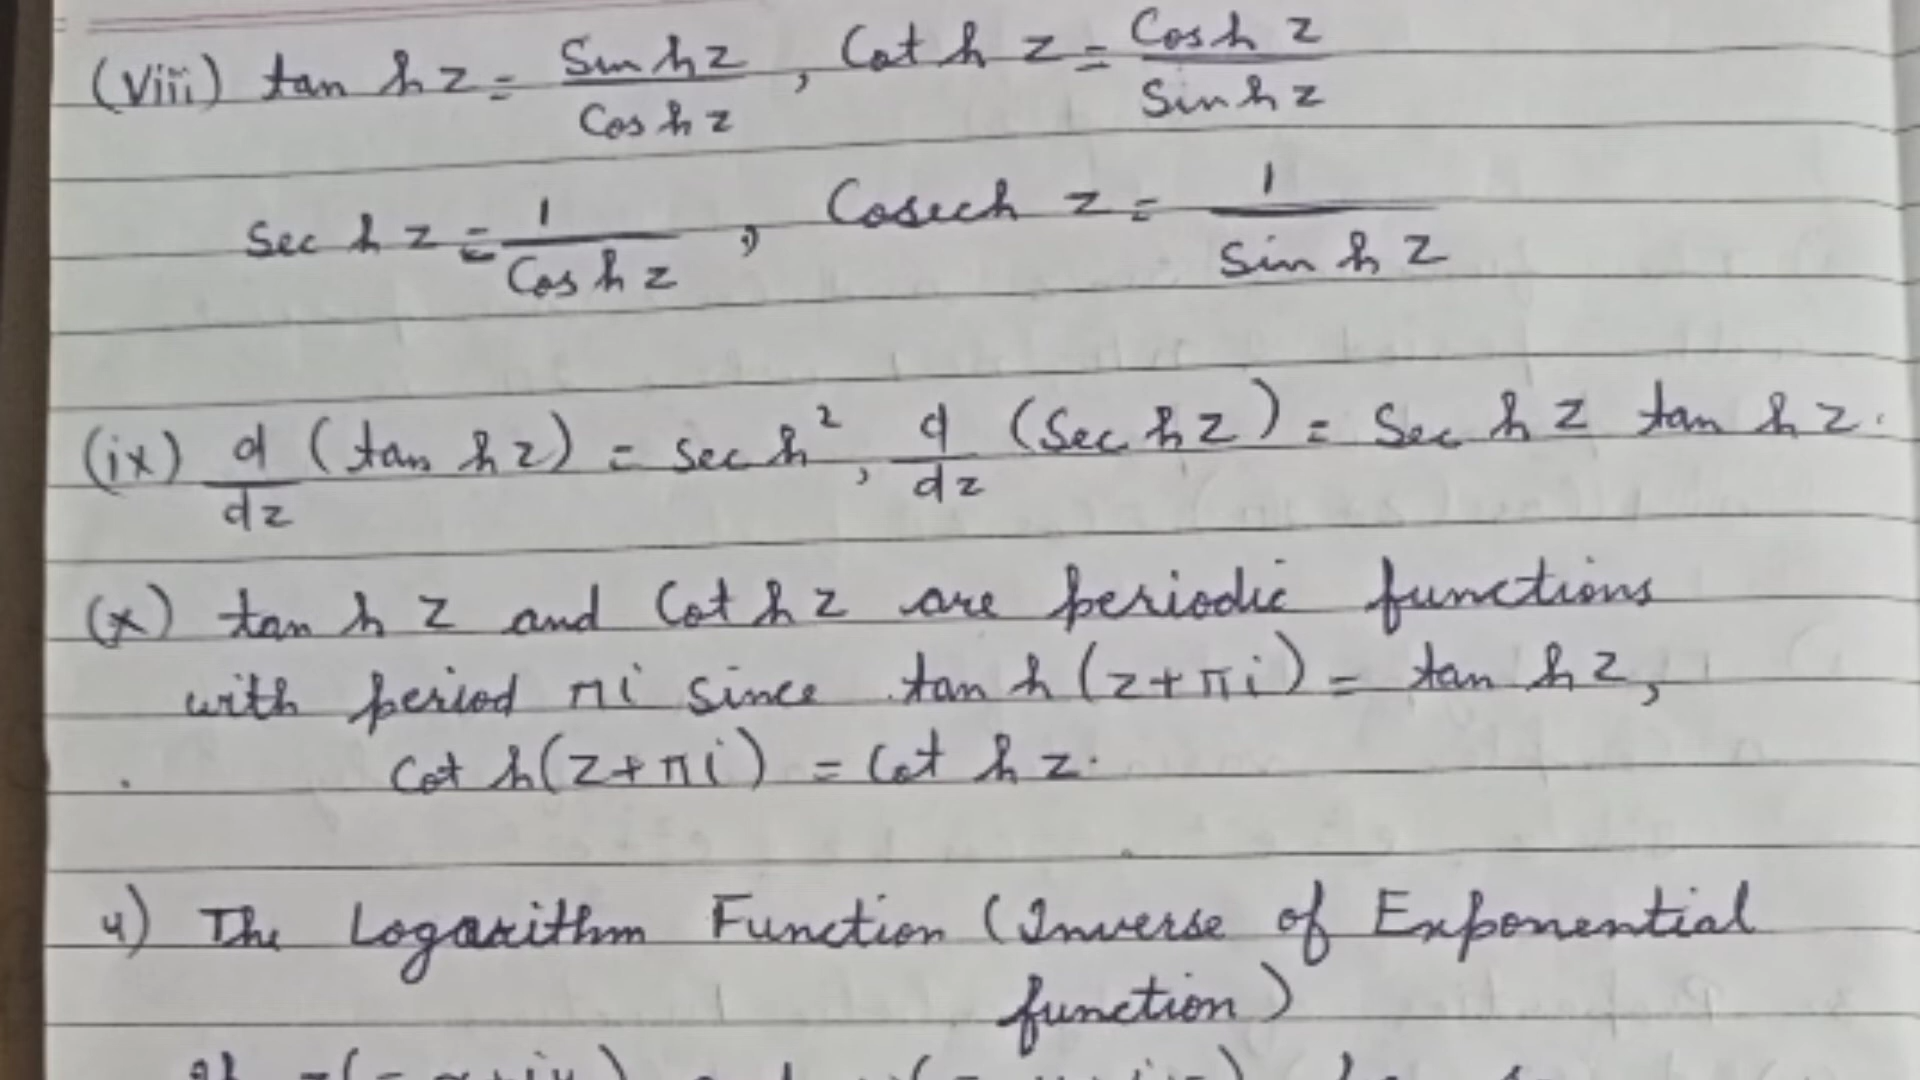 (Viii) tan h z = Sin h z / Cos h z , Cot h z = Cos h z / Sin h z
Sec h z = 1 / Cos h z , Cosech z = 1 / Sin h z
(ix) d/dz (tan h z) = sec h², d/dz (Sec h z) = Sec h z tan h z.
(x) tan h z and Cot h z are periodic functions
with period πi since tan h (z+πi) = tan h z,
Cot h(z+πi) = Cot h z.
4) The Logarithm Function (Inverse of Exponential
function)